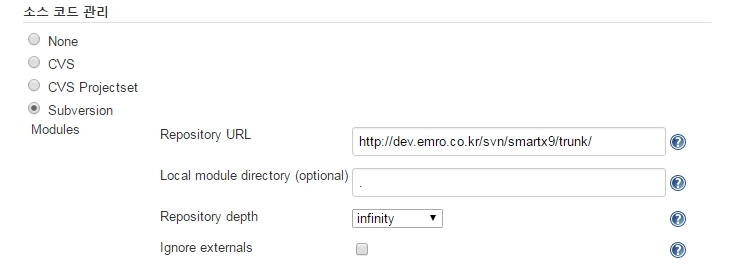 소스 코드 관리
None
CVS
CVS Projectset
Subversion
Modules
Repository URL
http://dev.emro.co.kr/svn/smartx9/trunk/
?
Local module directory (optional)
.
?
Repository depth
infinity
?
Ignore externals
?